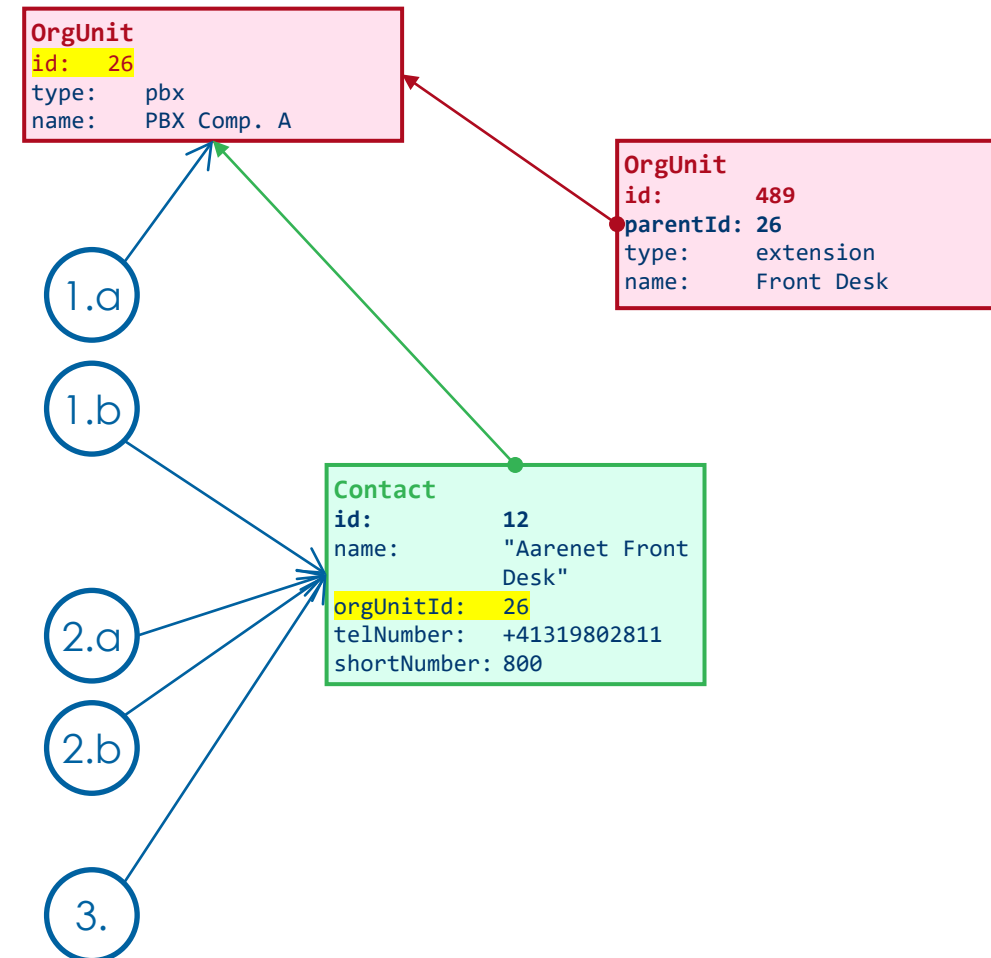 OrgUnit
id: 26
type: pbx
name: PBX Comp. A
OrgUnit
id: 489
parentId: 26
type: extension
name: Front Desk
1.a
1.b
Contact
id: 12
name: "Aarenet Front
Desk"
orgUnitId: 26
telNumber: +41319802811
shortNumber: 800
2.a
2.b
3.